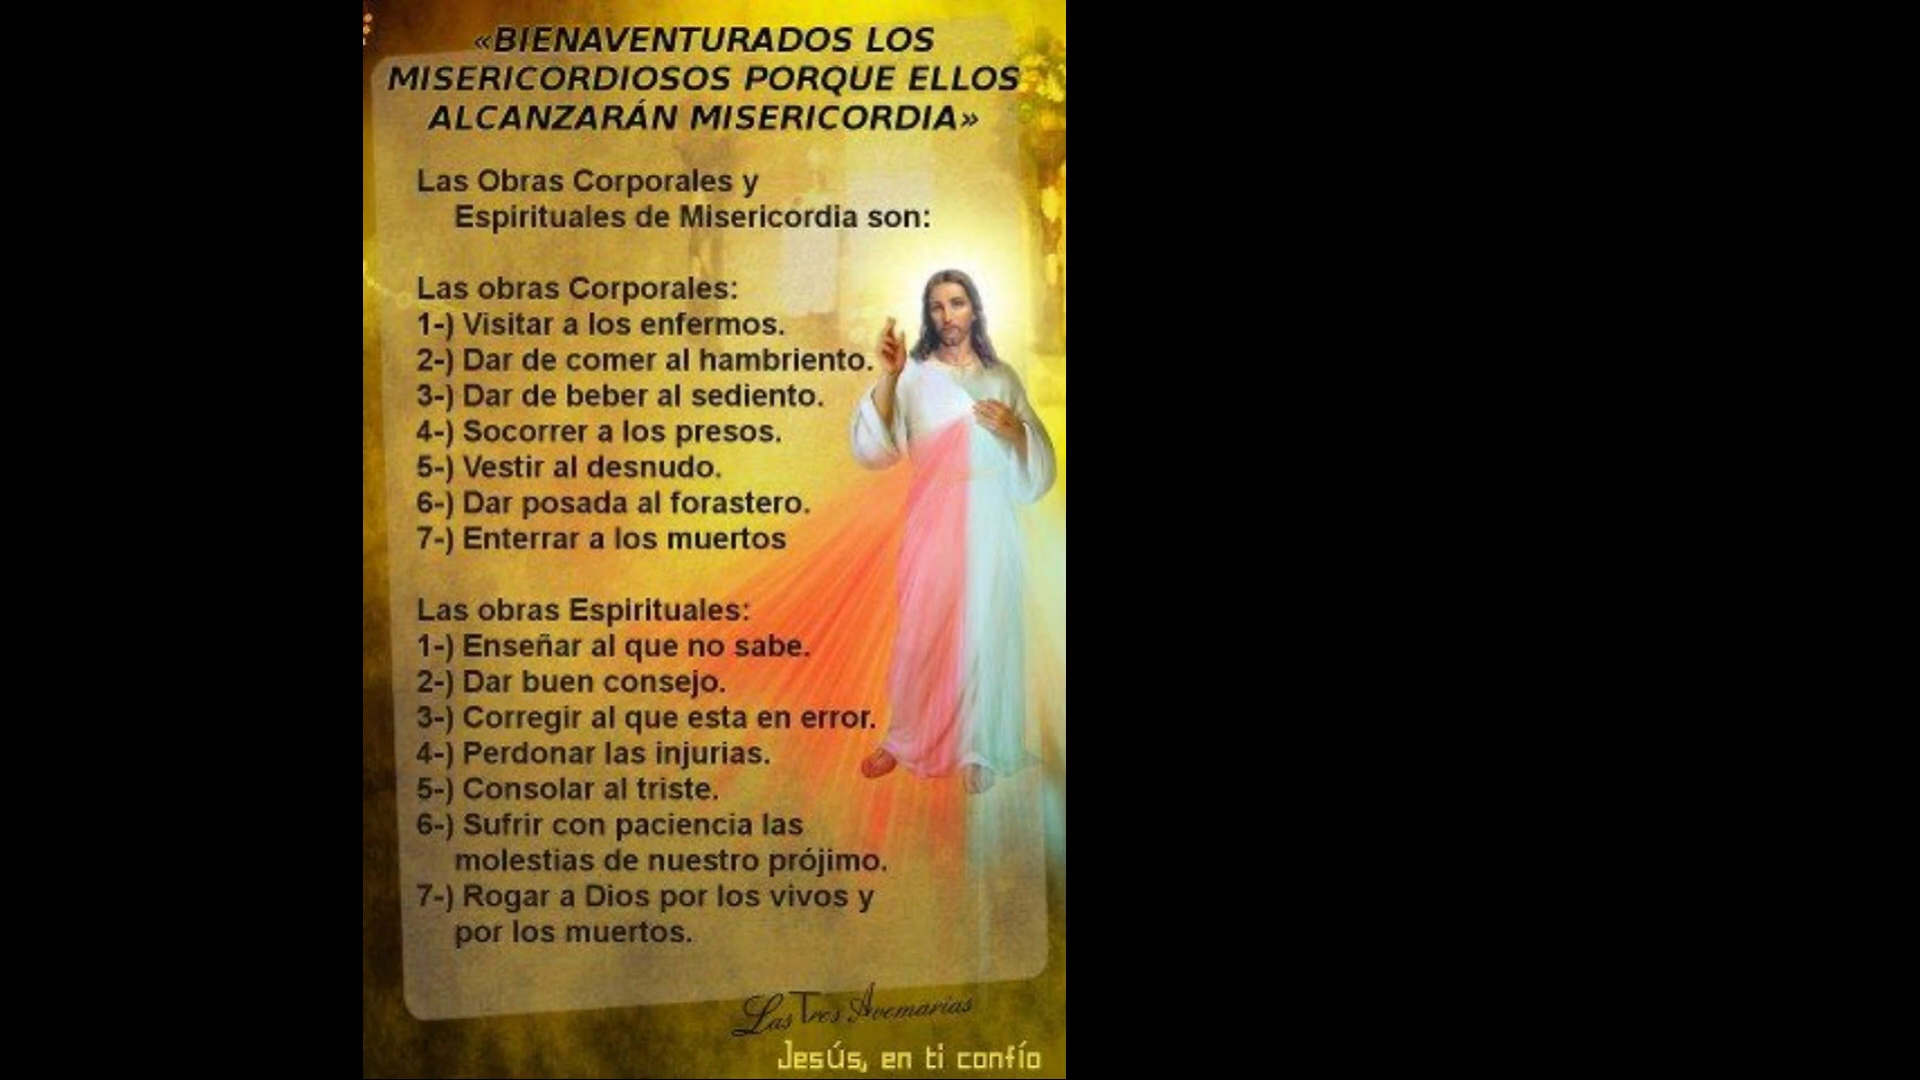 «BIENAVENTURADOS LOS
MISERICORDIOSOS PORQUE ELLOS
ALCANZARÁN MISERICORDIA»
Las Obras Corporales y
Espirituales de Misericordia son:
Las obras Corporales:
1-) Visitar a los enfermos.
2-) Dar de comer al hambriento.
3-) Dar de beber al sediento.
4-) Socorrer a los presos.
5-) Vestir al desnudo.
6-) Dar posada al forastero.
7-) Enterrar a los muertos
Las obras Espirituales:
1-) Enseñar al que no sabe.
2-) Dar buen consejo.
3-) Corregir al que esta en error.
4-) Perdonar las injurias.
5-) Consolar al triste.
6-) Sufrir con paciencia las
molestias de nuestro prójimo.
7-) Rogar a Dios por los vivos y
por los muertos.
Las Tres Avemarías
Jesús, en ti confío